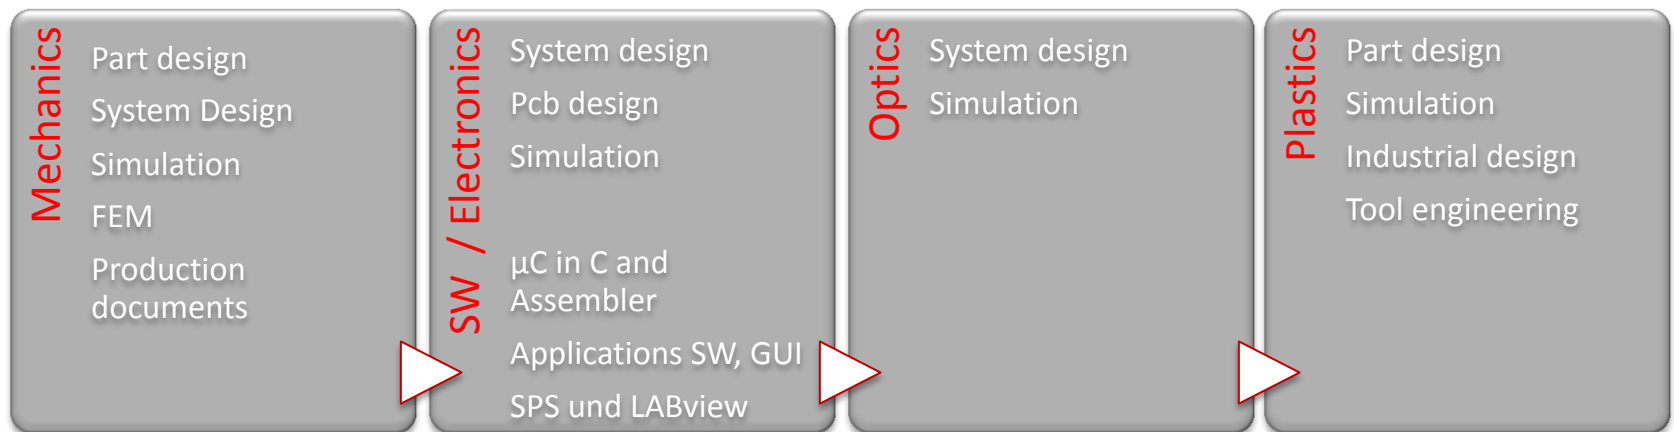 Mechanics
Part design
System Design
Simulation
FEM
Production
documents
SW / Electronics
System design
Pcb design
Simulation
µC in C and
Assembler
Applications SW, GUI
SPS und LABview
Optics
System design
Simulation
Plastics
Part design
Simulation
Industrial design
Tool engineering